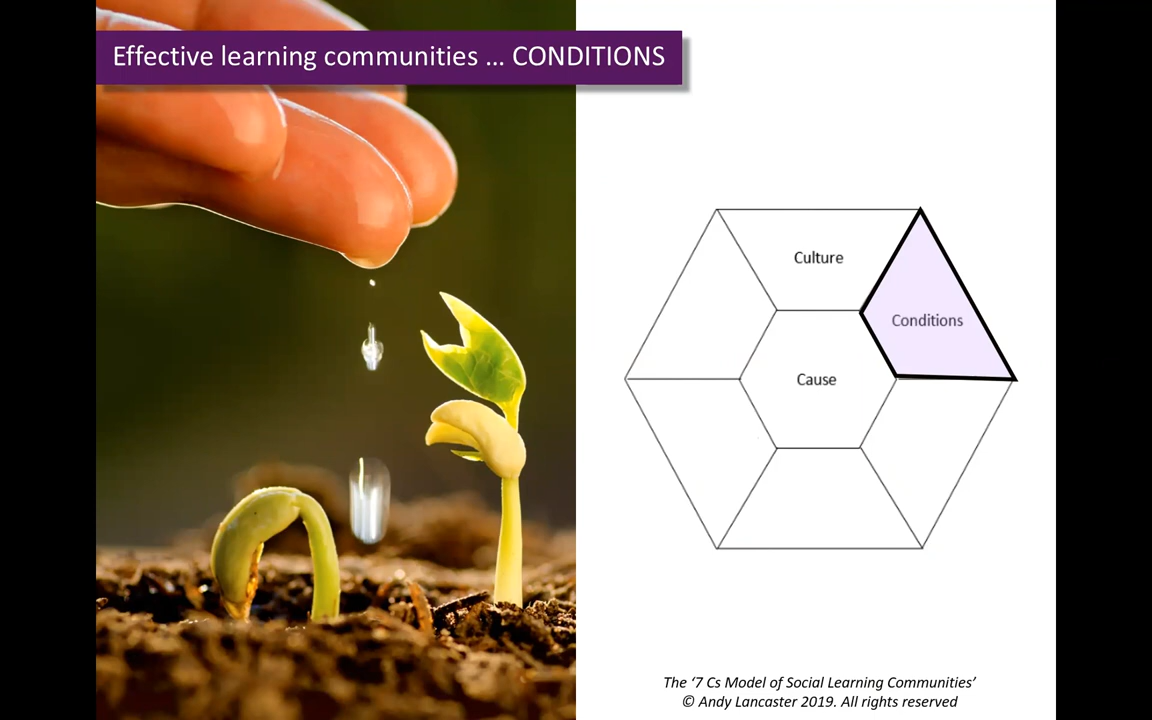 Effective learning communities ... CONDITIONS
Culture
Conditions
Cause
The ‘7 Cs Model of Social Learning Communities’
© Andy Lancaster 2019. All rights reserved